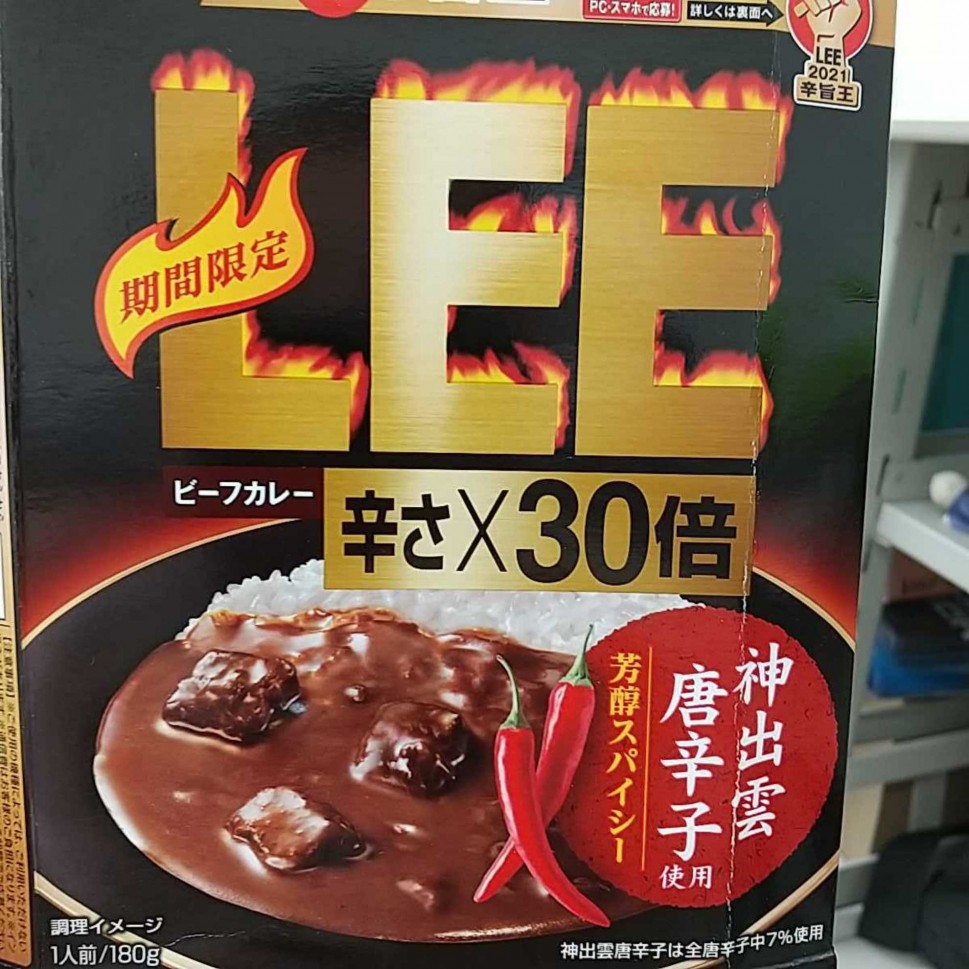 PC・スマホで応募!
詳しくは裏面へ
LEE
2021
辛旨王
LEE
期間限定
ビーフカレー
辛さ×30倍
神出雲
唐辛子
使用
芳醇スパイシー
調理イメージ
1人前/180g
神出雲唐辛子は全唐辛子中7%使用